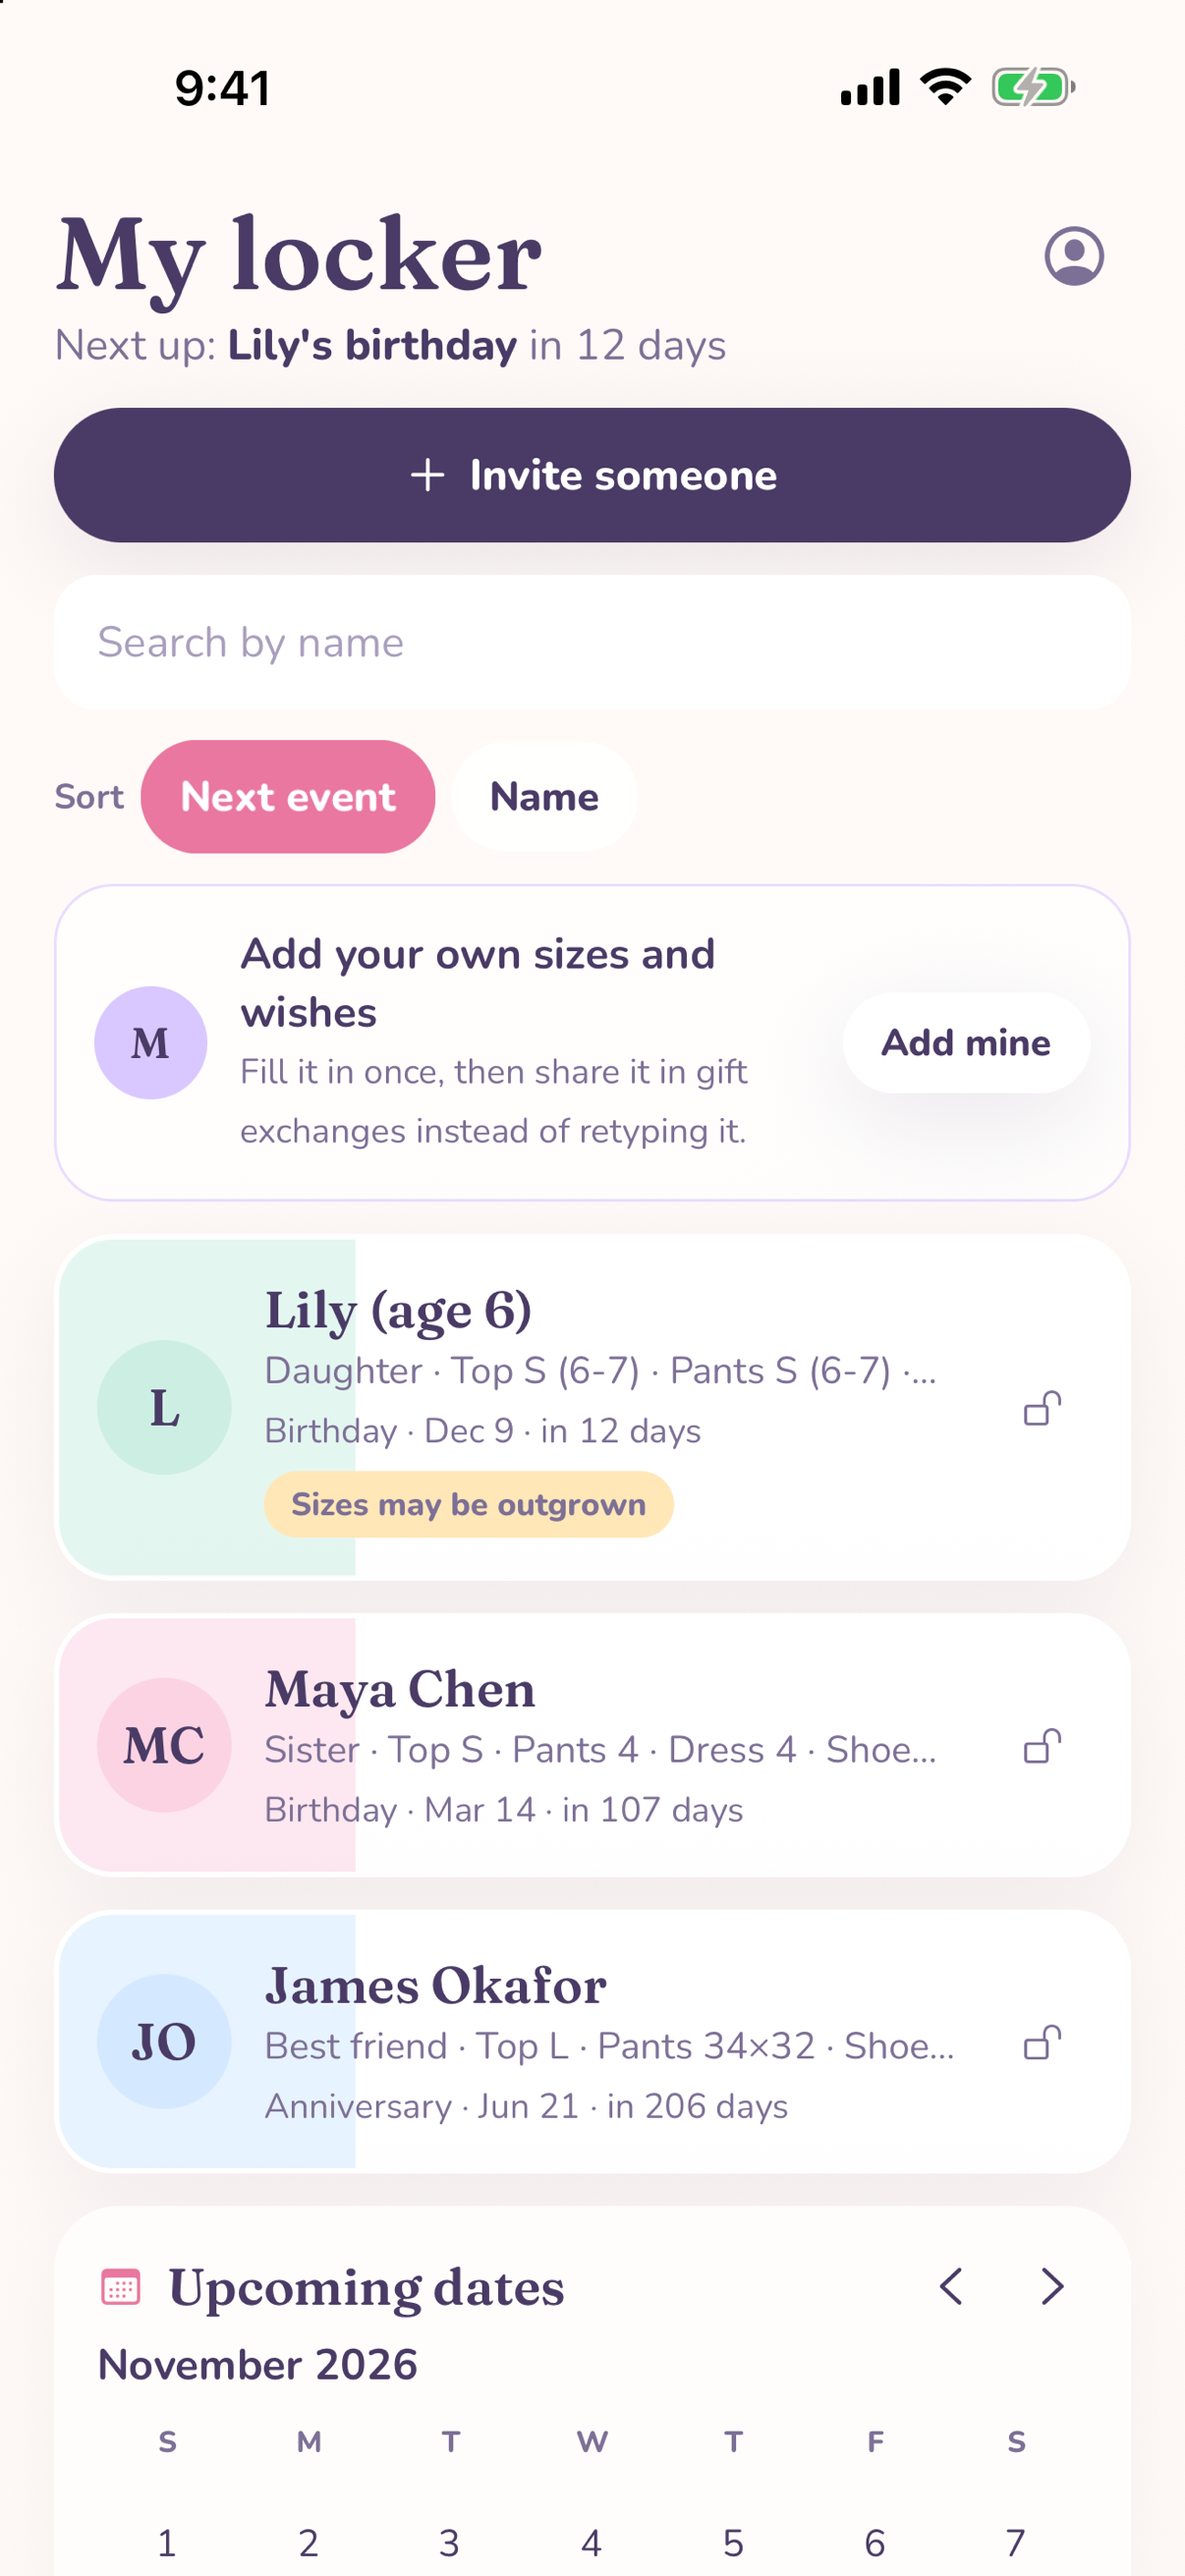 9:41
My locker
Next up: Lily's birthday in 12 days
+ Invite someone
Search by name
Sort Next event Name
Add your own sizes and
wishes
M
Add mine
Fill it in once, then share it in gift
exchanges instead of retyping it.
Lily (age 6)
Daughter · Top S (6-7) · Pants S (6-7) ·...
L
Birthday · Dec 9 · in 12 days
Sizes may be outgrown
Maya Chen
MC
Sister · Top S · Pants 4 · Dress 4 · Shoe...
Birthday · Mar 14 · in 107 days
James Okafor
JO
Best friend · Top L · Pants 34×32 · Shoe...
Anniversary · Jun 21 · in 206 days
Upcoming dates
November 2026
S M T W T F S
1 2 3 4 5 6 7